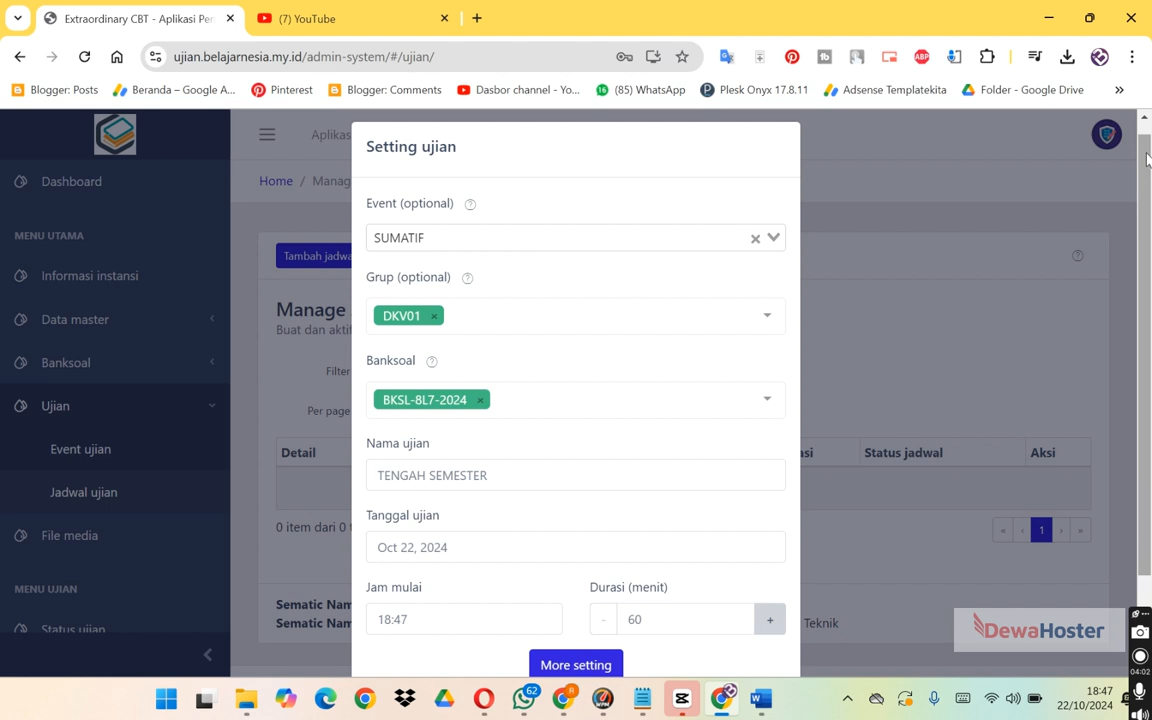 Extraordinary CBT - Aplikasi Pen
(7) YouTube
ujian.belajarnesia.my.id/admin-system/#/ujian/
Blogger: Posts
Beranda – Google A...
Pinterest
Blogger: Comments
Dasbor channel - Yo...
(85) WhatsApp
Plesk Onyx 17.8.11
Adsense Templatekita
Folder - Google Drive
»
Aplikas
Setting ujian
Dashboard
Home / Manag
MENU UTAMA
Event (optional)
SUMATIF
Tambah jadwa
Informasi instansi
Grup (optional)
Manage
DKV01 ×
Data master
Buat dan aktif
Banksoal
Filter
Banksoal
BKSL-8L7-2024 ×
Per page
Ujian
Nama ujian
Detail
asi
Status jadwal
Aksi
Event ujian
TENGAH SEMESTER
Jadwal ujian
Tanggal ujian
0 item dari 0 t
« ‹ 1 › »
File media
Oct 22, 2024
Jam mulai
Durasi (menit)
MENU UJIAN
Sematic Nam
18:47
- 60 +
Sematic Nam
Teknik
Status ujian
DewaHoster
More setting
04:02
62
18:47
22/10/2024